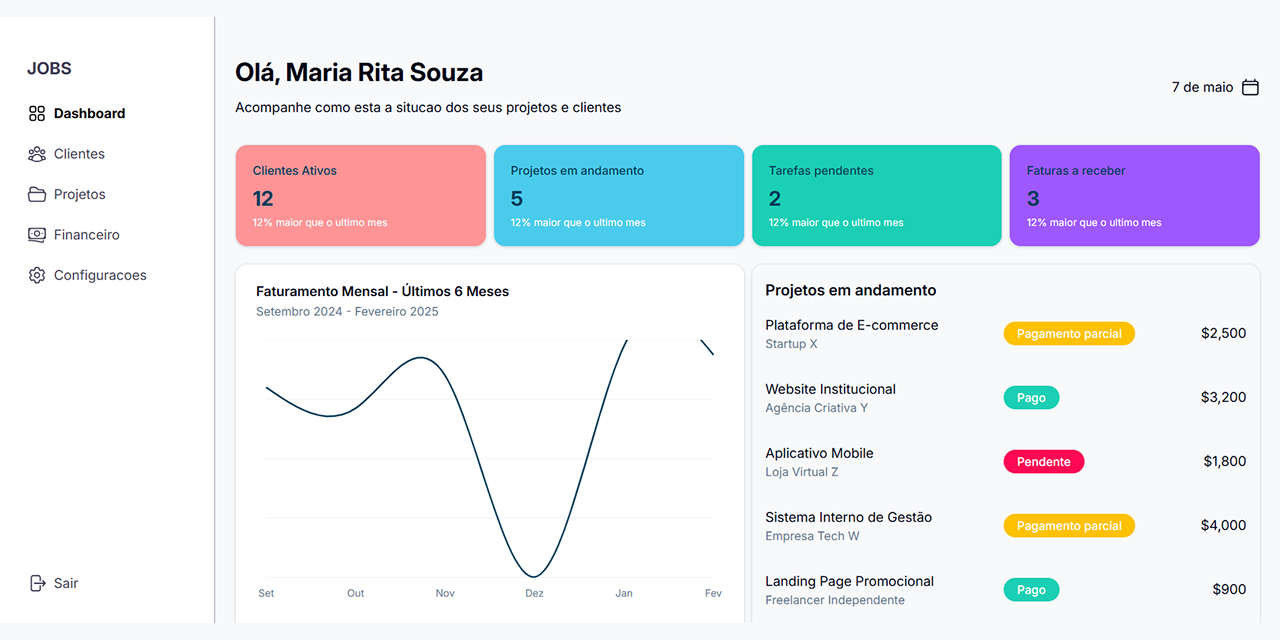 JOBS
Dashboard
Clientes
Projetos
Financeiro
Configuracoes
Sair
Olá, Maria Rita Souza
Acompanhe como esta a situcao dos seus projetos e clientes
7 de maio
Clientes Ativos
12
12% maior que o ultimo mes
Projetos em andamento
5
12% maior que o ultimo mes
Tarefas pendentes
2
12% maior que o ultimo mes
Faturas a receber
3
12% maior que o ultimo mes
Faturamento Mensal - Últimos 6 Meses
Setembro 2024 - Fevereiro 2025
Set Out Nov Dez Jan Fev
Projetos em andamento
Plataforma de E-commerce
Startup X
Pagamento parcial
$2,500
Website Institucional
Agência Criativa Y
Pago
$3,200
Aplicativo Mobile
Loja Virtual Z
Pendente
$1,800
Sistema Interno de Gestão
Empresa Tech W
Pagamento parcial
$4,000
Landing Page Promocional
Freelancer Independente
Pago
$900